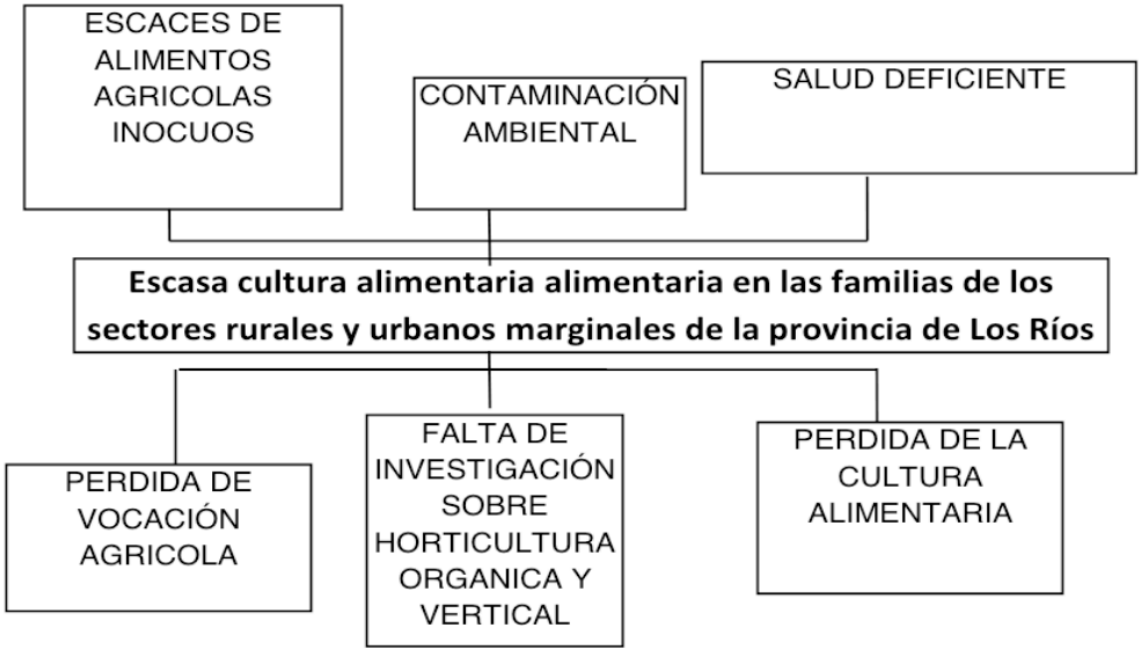 ESCACES DE
ALIMENTOS
AGRICOLAS
INOCUOS
CONTAMINACIÓN
AMBIENTAL
SALUD DEFICIENTE
Escasa cultura alimentaria alimentaria en las familias de los
sectores rurales y urbanos marginales de la provincia de Los Ríos
PERDIDA DE
VOCACIÓN
AGRICOLA
FALTA DE
INVESTIGACIÓN
SOBRE
HORTICULTURA
ORGANICA Y
VERTICAL
PERDIDA DE LA
CULTURA
ALIMENTARIA